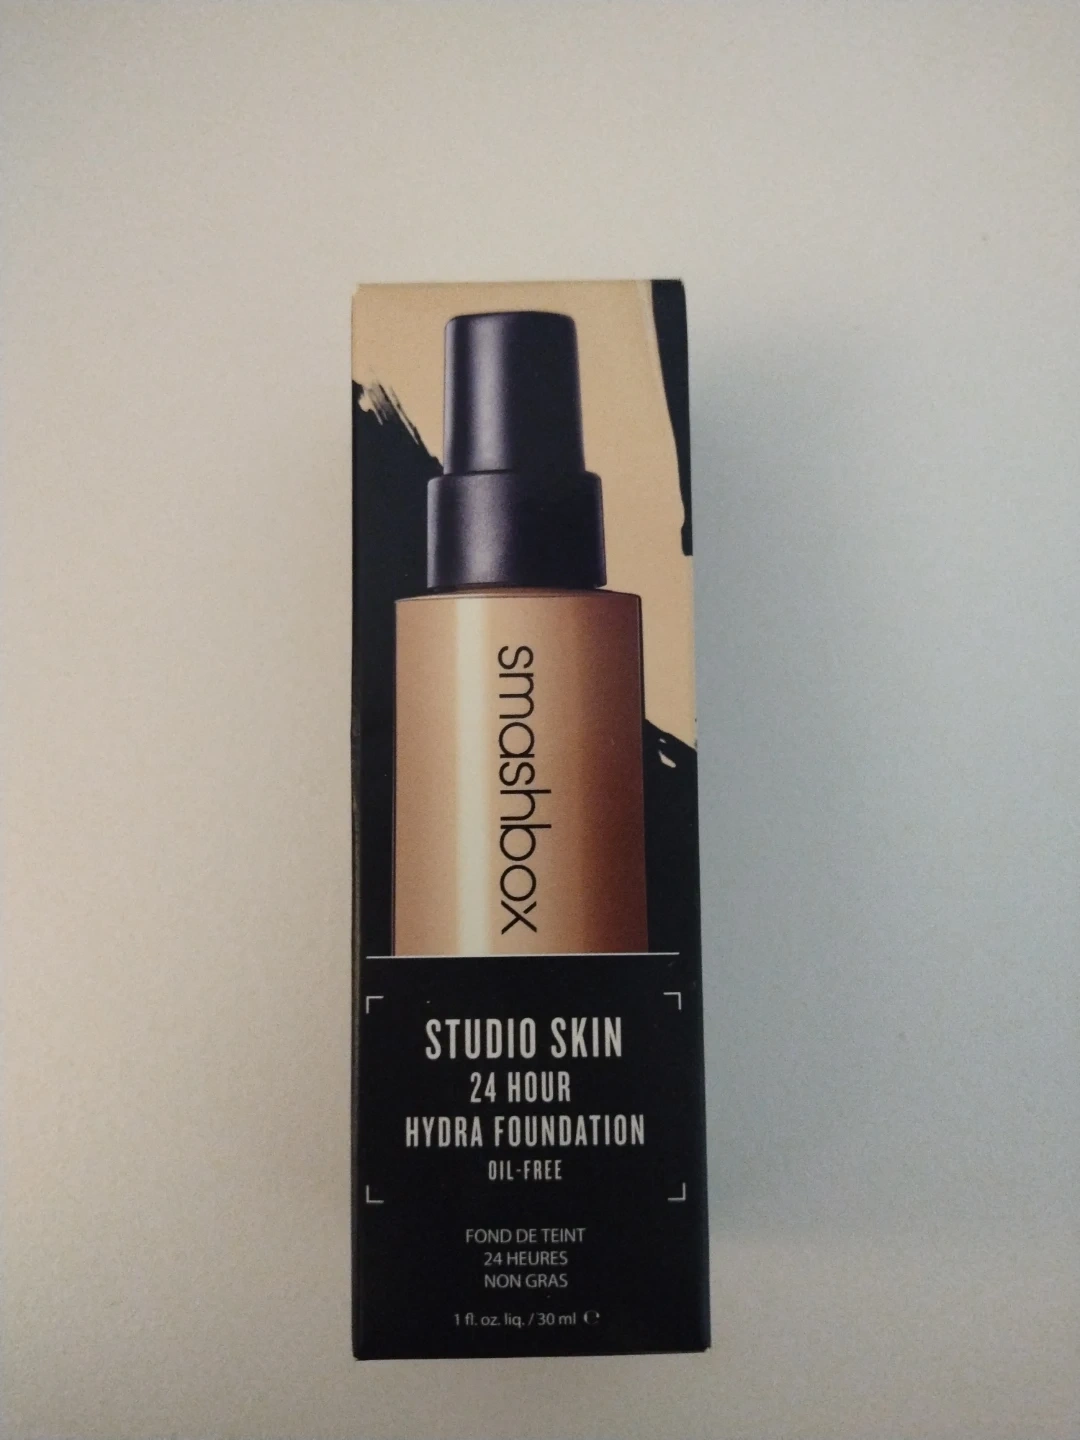 smashbox
STUDIO SKIN
24 HOUR
HYDRA FOUNDATION
OIL-FREE
FOND DE TEINT
24 HEURES
NON GRAS
1 fl. oz. liq. / 30 ml ℮